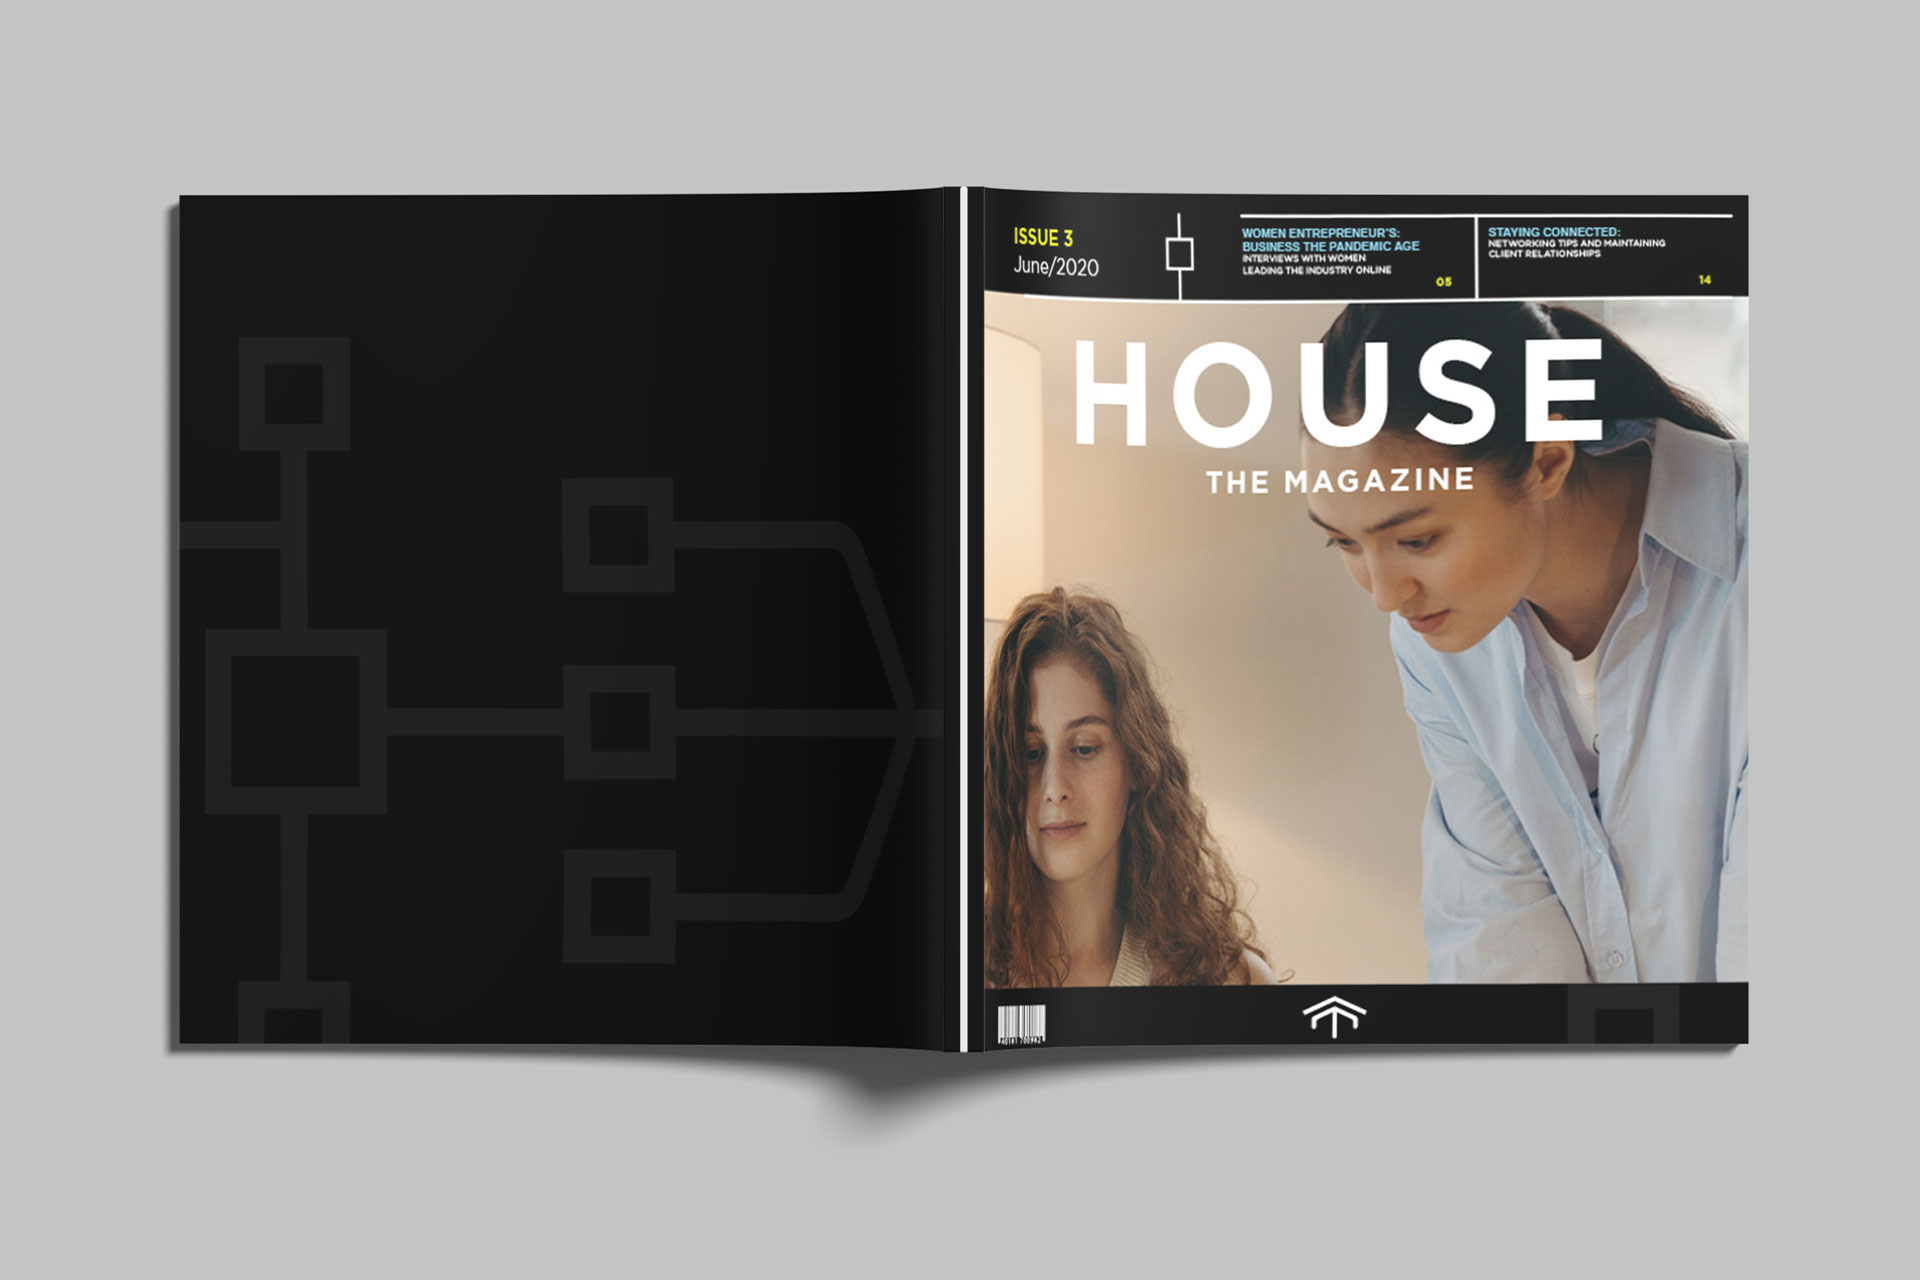 ISSUE 3
June/2020
WOMEN ENTREPRENEUR'S:
BUSINESS THE PANDEMIC AGE
INTERVIEWS WITH WOMEN
LEADING THE INDUSTRY ONLINE
05
STAYING CONNECTED:
NETWORKING TIPS AND MAINTAINING
CLIENT RELATIONSHIPS
14
HOUSE
THE MAGAZINE